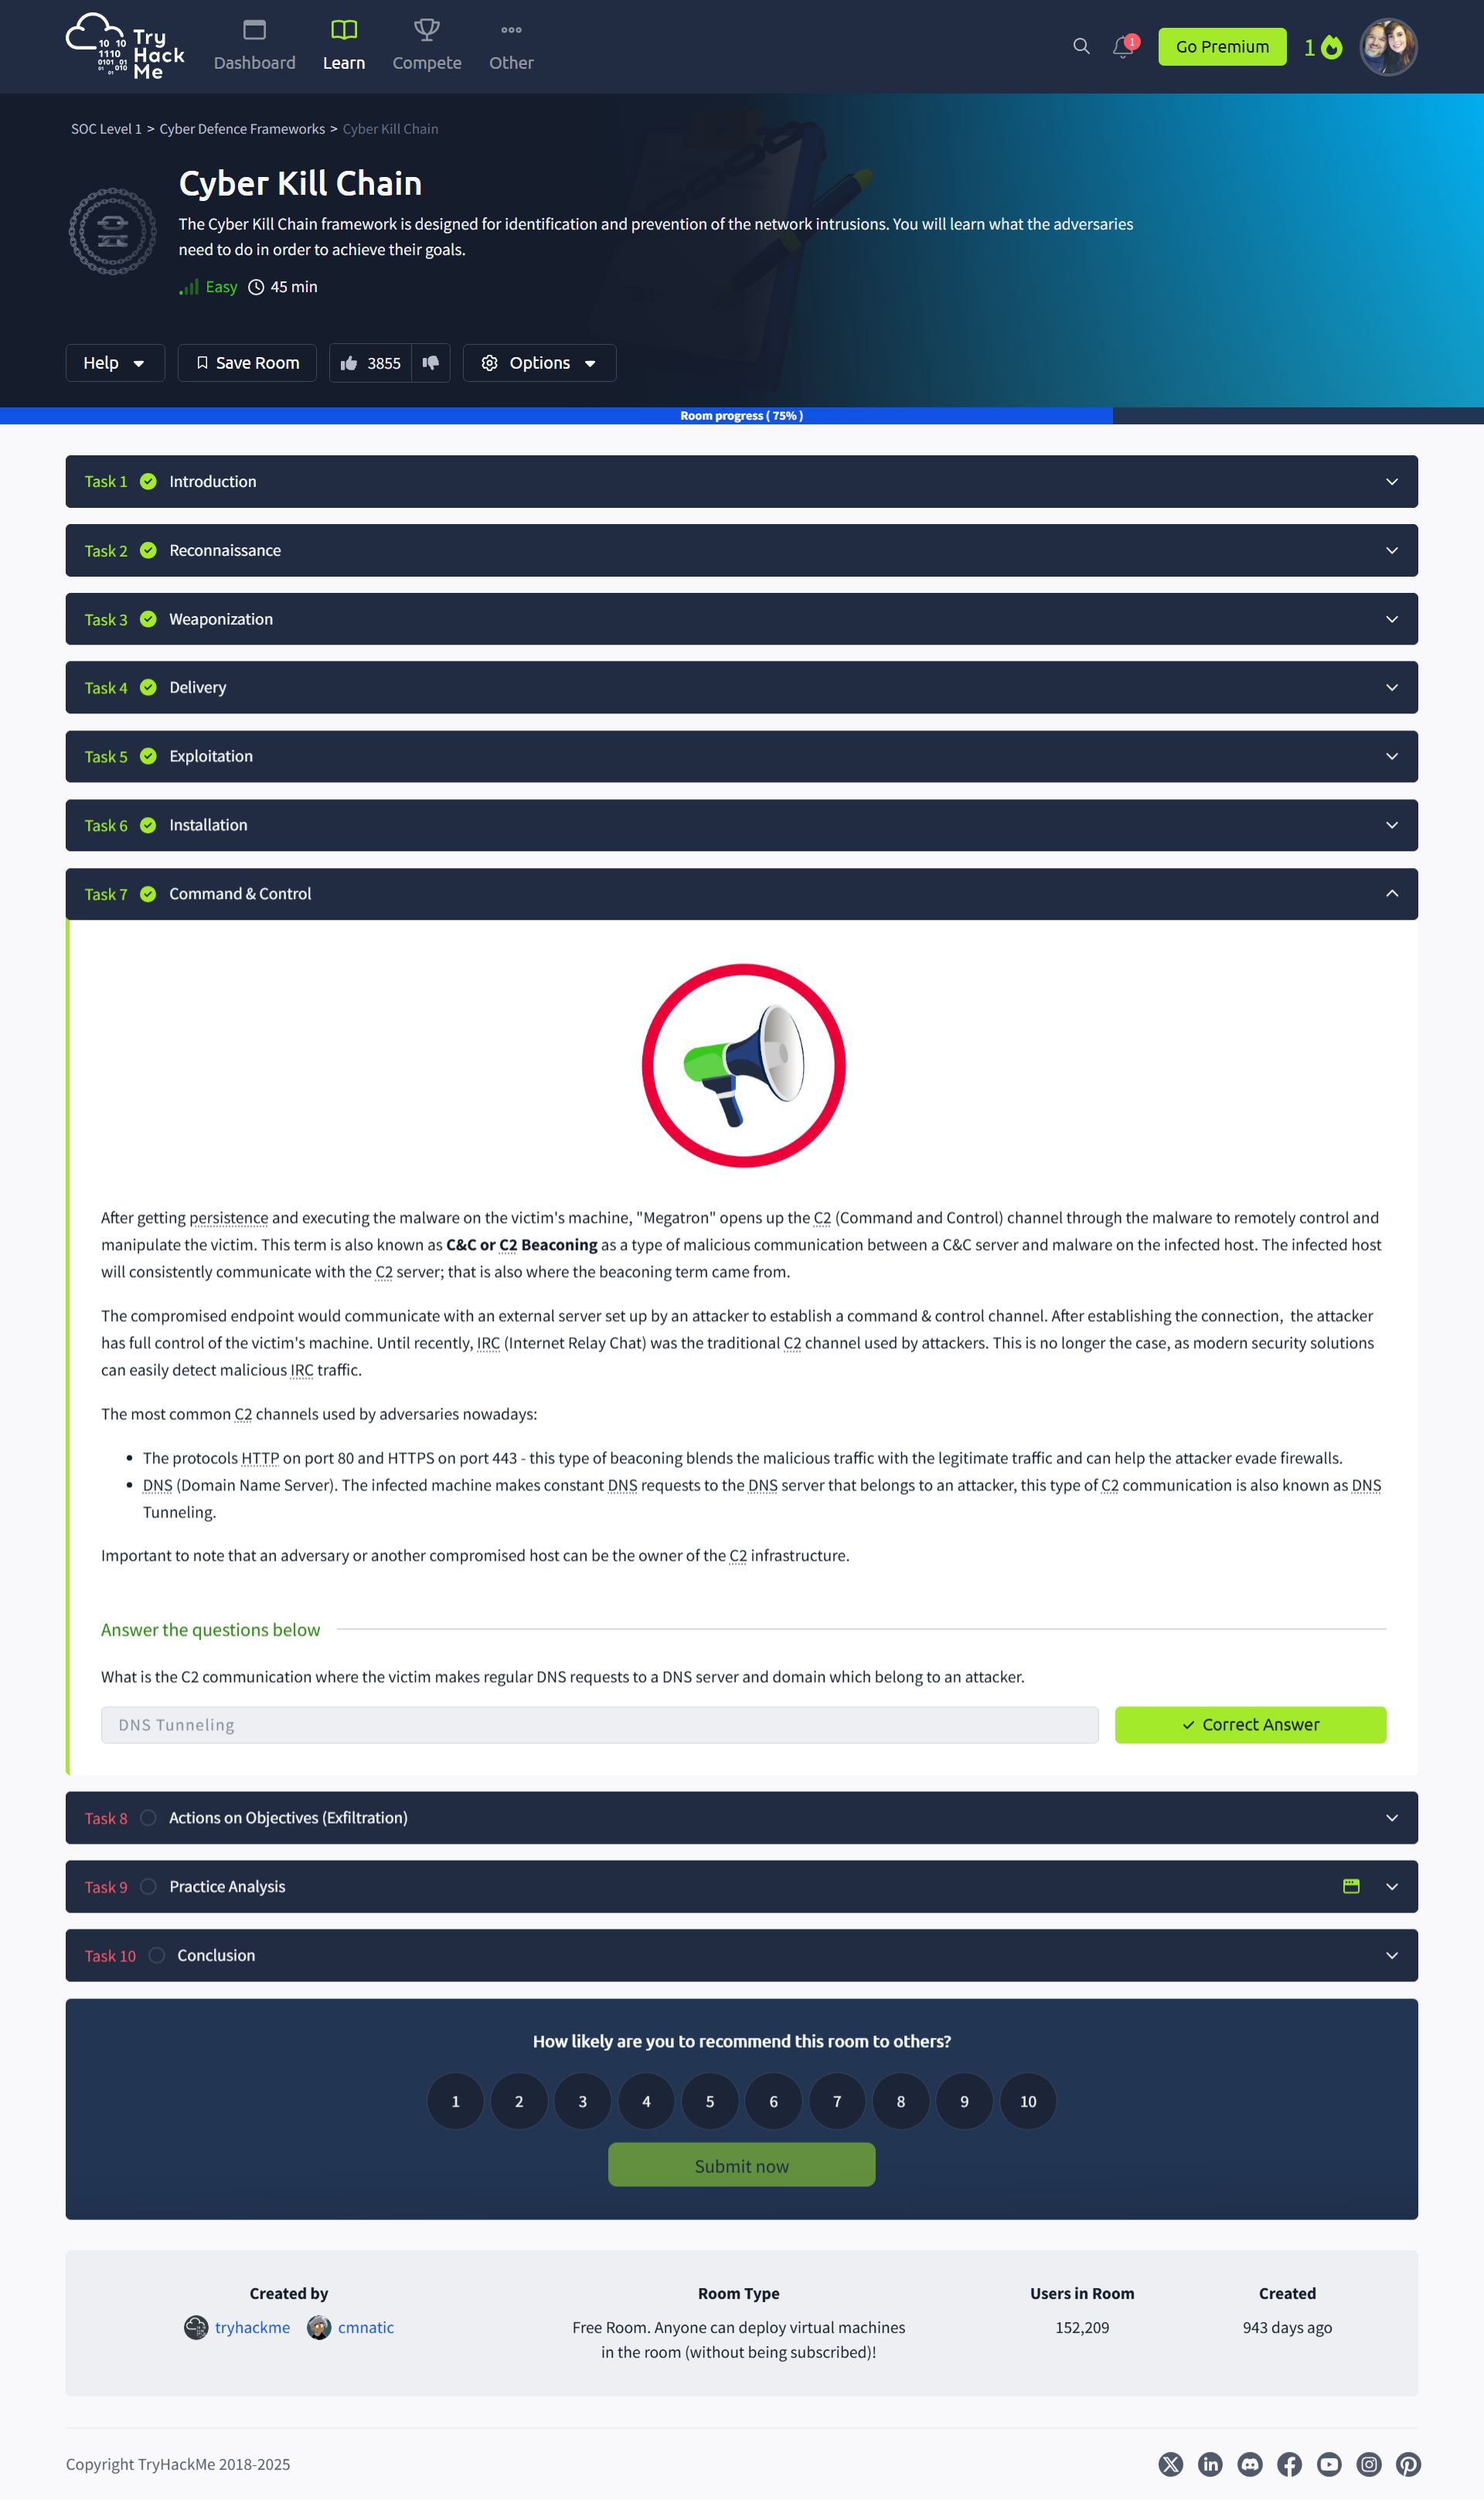 Try
Hack
Me
10 10
1110
0101 01
01 010
01
Dashboard
Learn
Compete
Other
1
Go Premium
1
SOC Level 1 > Cyber Defence Frameworks > Cyber Kill Chain
Cyber Kill Chain
The Cyber Kill Chain framework is designed for identification and prevention of the network intrusions. You will learn what the adversaries
need to do in order to achieve their goals.
Easy 45 min
Help
Save Room
3855
Options
Room progress ( 75% )
Task 1 Introduction
Task 2 Reconnaissance
Task 3 Weaponization
Task 4 Delivery
Task 5 Exploitation
Task 6 Installation
Task 7 Command & Control
After getting persistence and executing the malware on the victim's machine, "Megatron" opens up the C2 (Command and Control) channel through the malware to remotely control and
manipulate the victim. This term is also known as C&C or C2 Beaconing as a type of malicious communication between a C&C server and malware on the infected host. The infected host
will consistently communicate with the C2 server; that is also where the beaconing term came from.
The compromised endpoint would communicate with an external server set up by an attacker to establish a command & control channel. After establishing the connection, the attacker
has full control of the victim's machine. Until recently, IRC (Internet Relay Chat) was the traditional C2 channel used by attackers. This is no longer the case, as modern security solutions
can easily detect malicious IRC traffic.
The most common C2 channels used by adversaries nowadays:
• The protocols HTTP on port 80 and HTTPS on port 443 - this type of beaconing blends the malicious traffic with the legitimate traffic and can help the attacker evade firewalls.
• DNS (Domain Name Server). The infected machine makes constant DNS requests to the DNS server that belongs to an attacker, this type of C2 communication is also known as DNS
Tunneling.
Important to note that an adversary or another compromised host can be the owner of the C2 infrastructure.
Answer the questions below
What is the C2 communication where the victim makes regular DNS requests to a DNS server and domain which belong to an attacker.
DNS Tunneling
Correct Answer
Task 8 Actions on Objectives (Exfiltration)
Task 9 Practice Analysis
Task 10 Conclusion
How likely are you to recommend this room to others?
1 2 3 4 5 6 7 8 9 10
Submit now
Created by
tryhackme cmnatic
Room Type
Free Room. Anyone can deploy virtual machines
in the room (without being subscribed)!
Users in Room
152,209
Created
943 days ago
Copyright TryHackMe 2018-2025